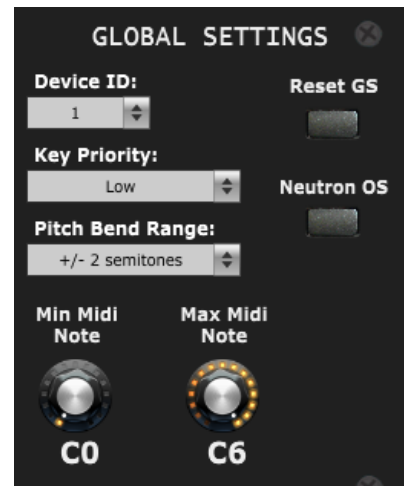 GLOBAL SETTINGS
Device ID:
Reset GS
1
Key Priority:
Low
Neutron OS
Pitch Bend Range:
+/- 2 semitones
Min Midi
Note
Max Midi
Note
C0
C6